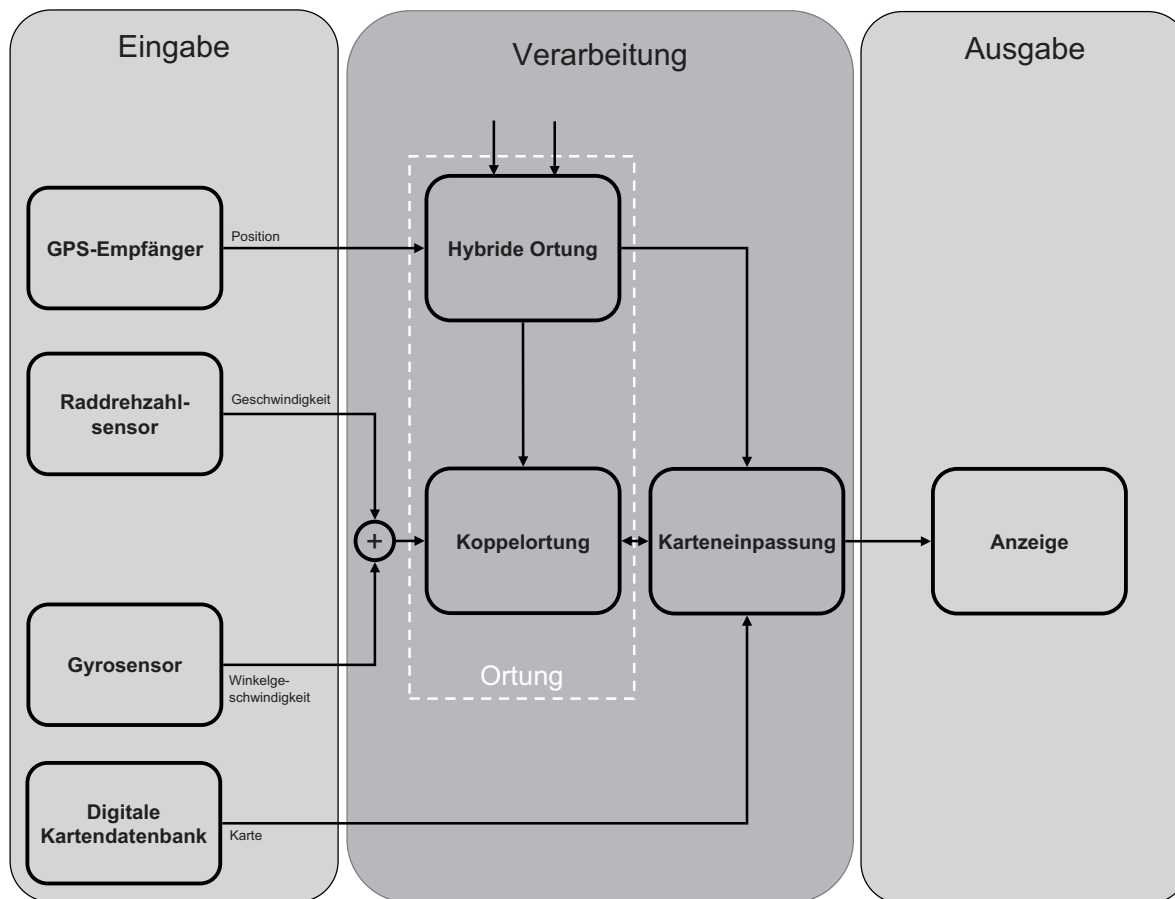 Eingabe
Verarbeitung
Ausgabe
GPS-Empfänger
Position
Hybride Ortung
Raddrehzahl-
sensor
Geschwindigkeit
+
Koppelortung
Karteneinpassung
Anzeige
Gyrosensor
Winkelge-
schwindigkeit
Ortung
Digitale
Kartendatenbank
Karte